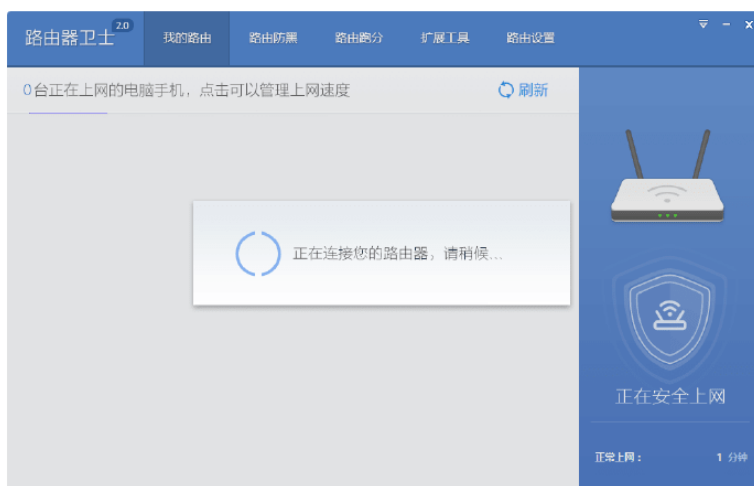 路由器卫士 2.0 我的路由 路由防黑 路由跑分 扩展工具 路由设置
0台正在上网的电脑手机，点击可以管理上网速度 刷新
正在连接您的路由器，请稍候...
正在安全上网
正常上网： 1 分钟